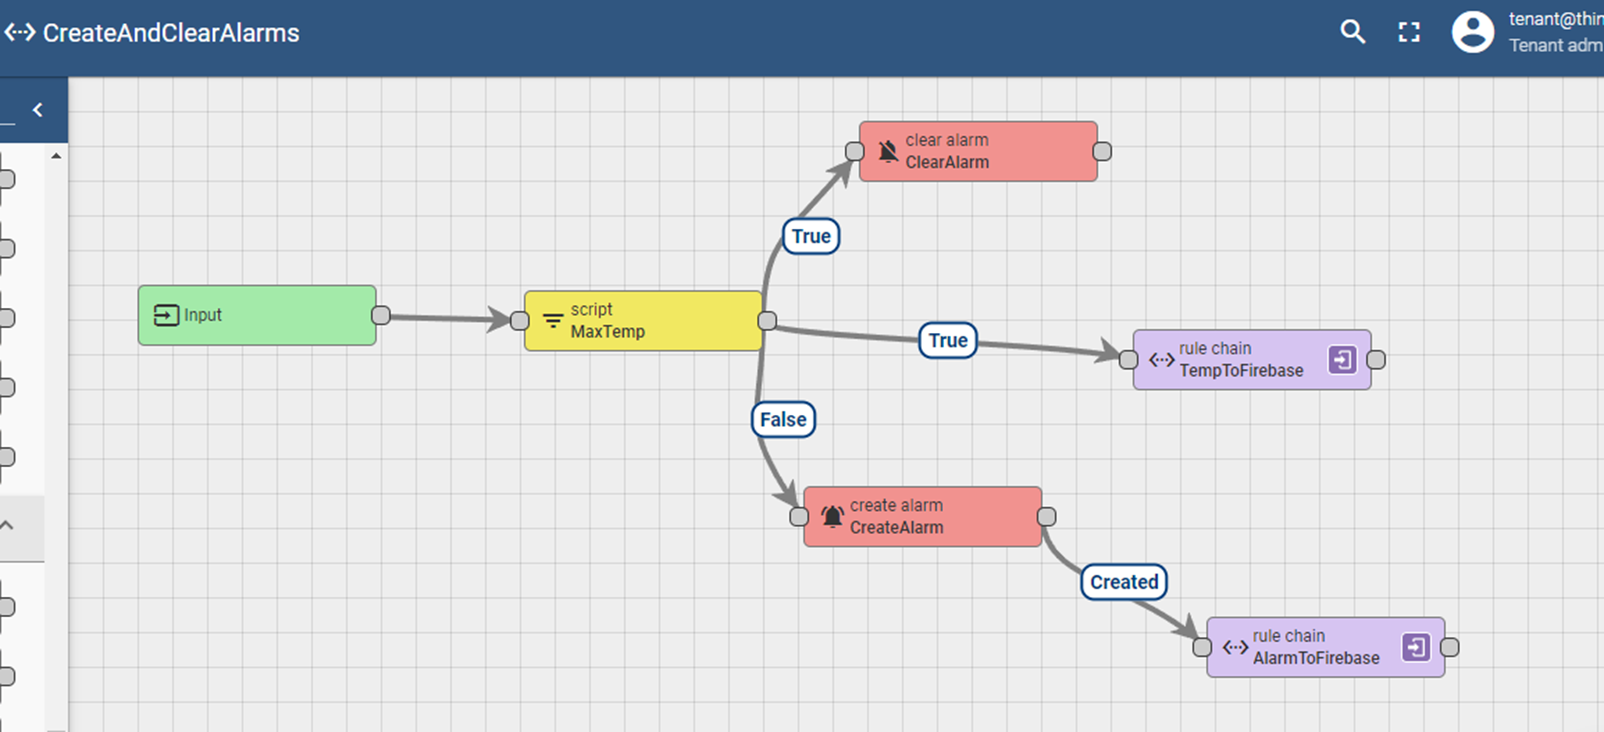 CreateAndClearAlarms
tenant@thin
Tenant adm
clear alarm
ClearAlarm
True
Input
script
MaxTemp
True
rule chain
TempToFirebase
False
create alarm
CreateAlarm
Created
rule chain
AlarmToFirebase